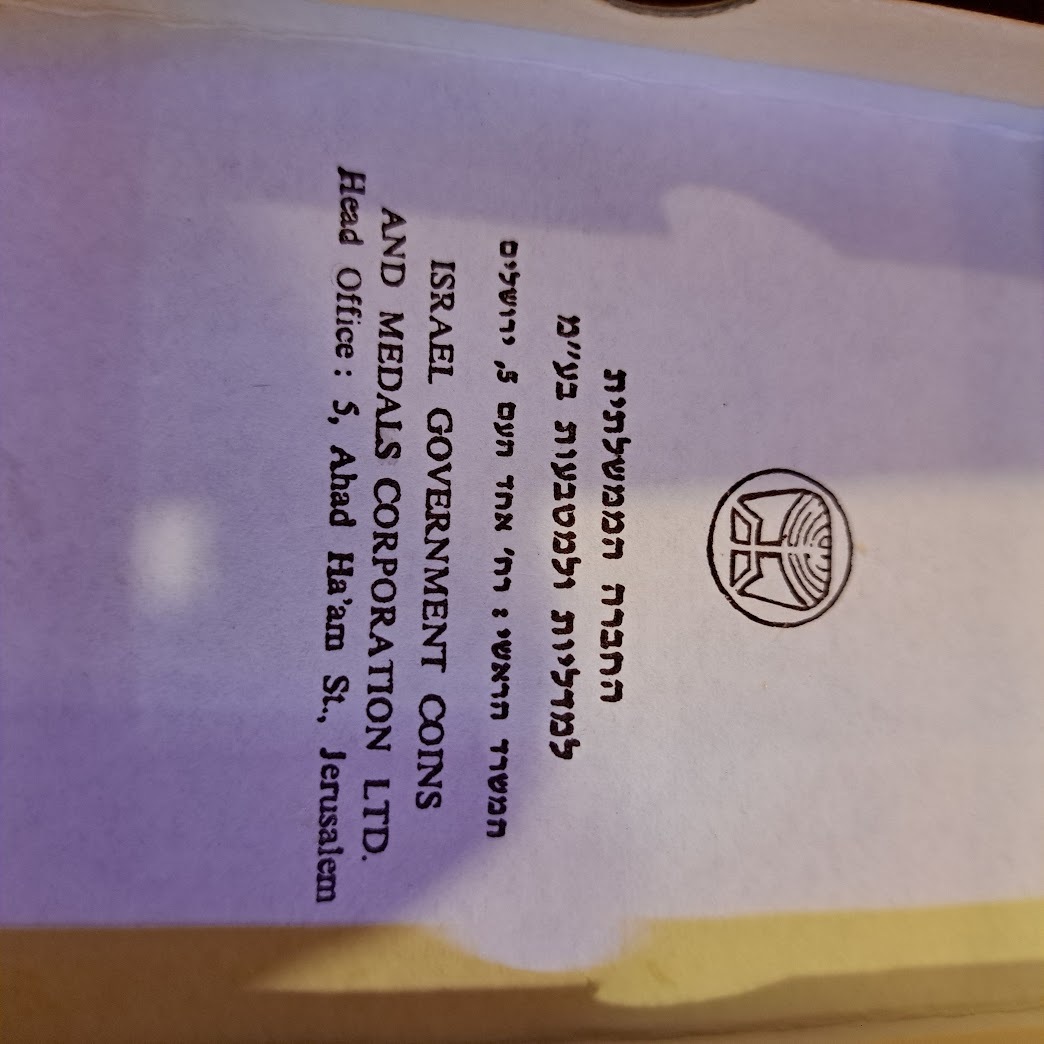 החברה הממשלתית
למדליות ולמטבעות בע״מ
המשרד הראשי : רח׳ אחד העם 5, ירושלים
ISRAEL GOVERNMENT COINS
AND MEDALS CORPORATION LTD.
Head Office : 5, Ahad Ha'am St., Jerusalem